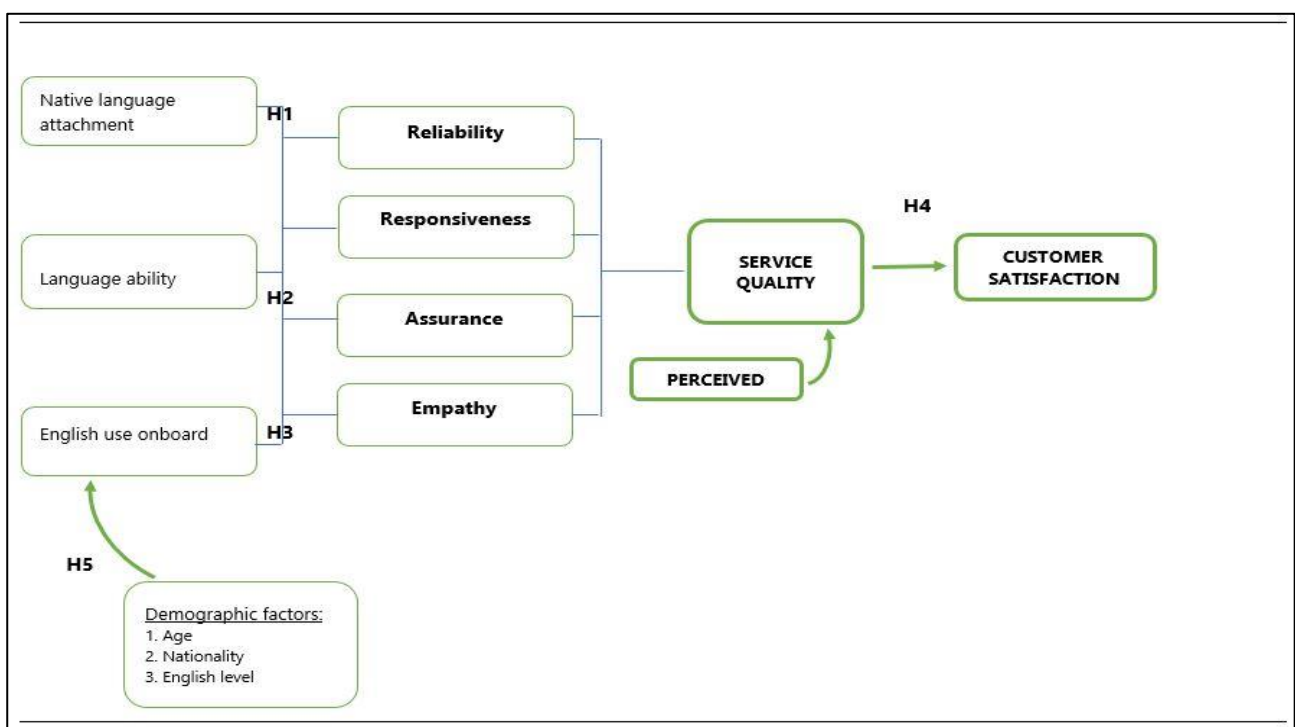 Native language
attachment
H1
Reliability
Responsiveness
H4
SERVICE
QUALITY
CUSTOMER
SATISFACTION
Language ability
H2
Assurance
PERCEIVED
Empathy
English use onboard
H3
H5
Demographic factors:
1. Age
2. Nationality
3. English level